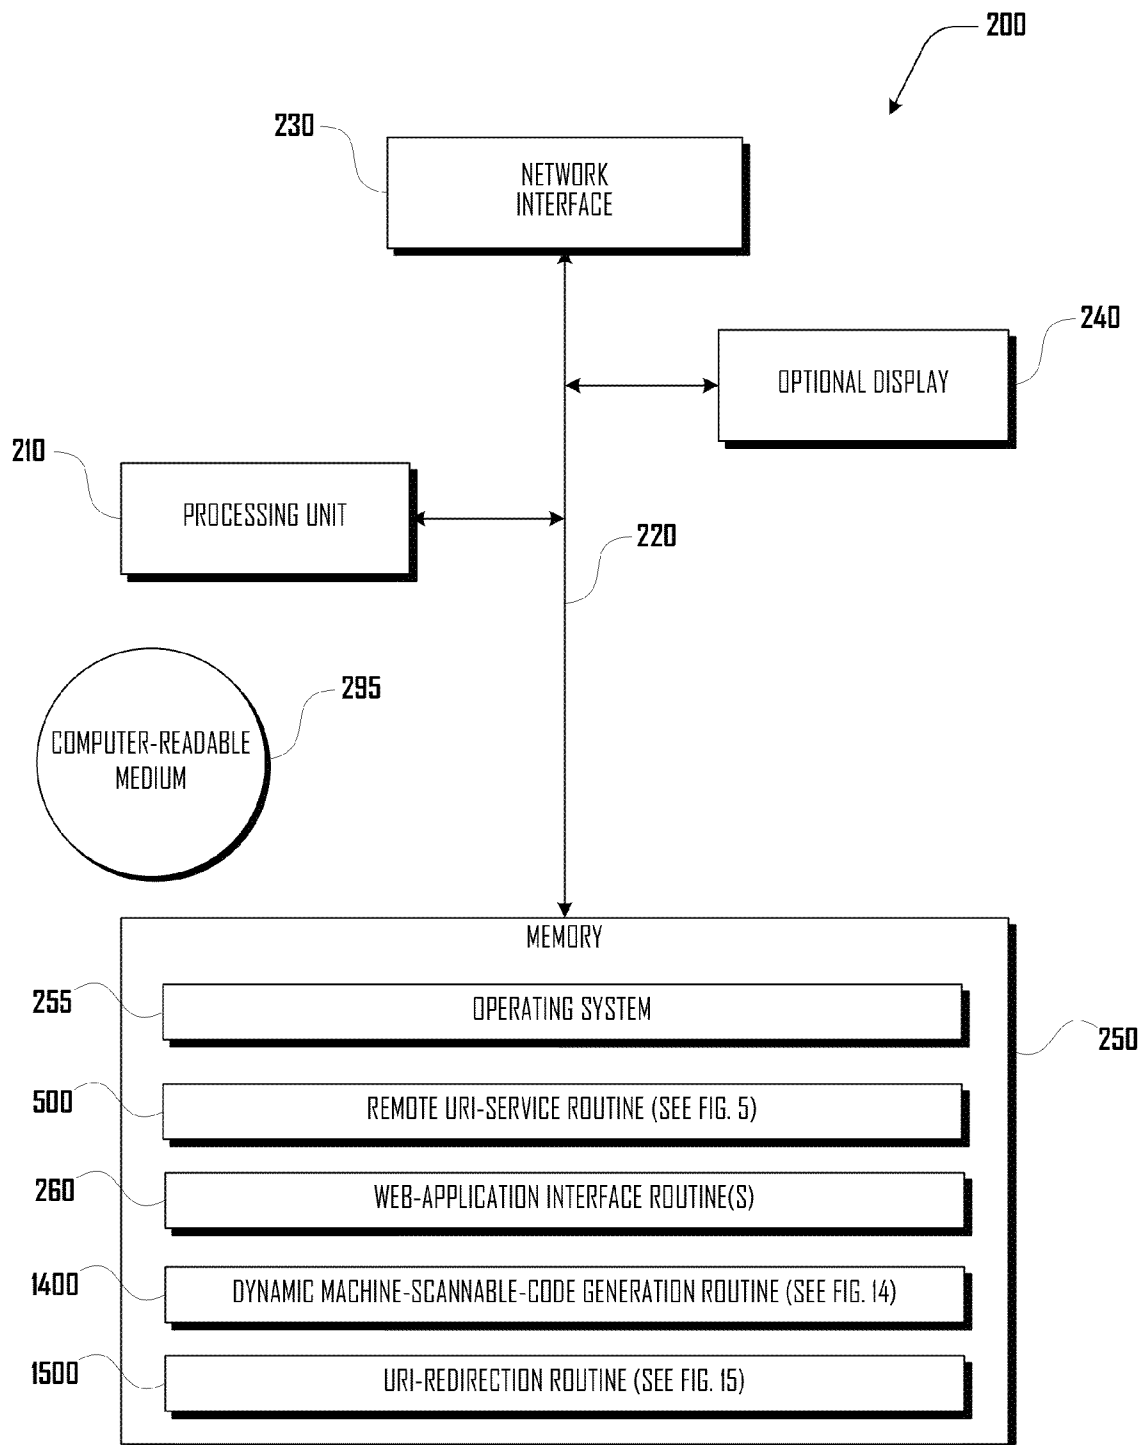 200
230
NETWORK
INTERFACE
240
OPTIONAL DISPLAY
210
PROCESSING UNIT
220
295
COMPUTER-READABLE
MEDIUM
MEMORY
255
OPERATING SYSTEM
250
500
REMOTE URI-SERVICE ROUTINE (SEE FIG. 5)
260
WEB-APPLICATION INTERFACE ROUTINE(S)
1400
DYNAMIC MACHINE-SCANNABLE-CODE GENERATION ROUTINE (SEE FIG. 14)
1500
URI-REDIRECTION ROUTINE (SEE FIG. 15)